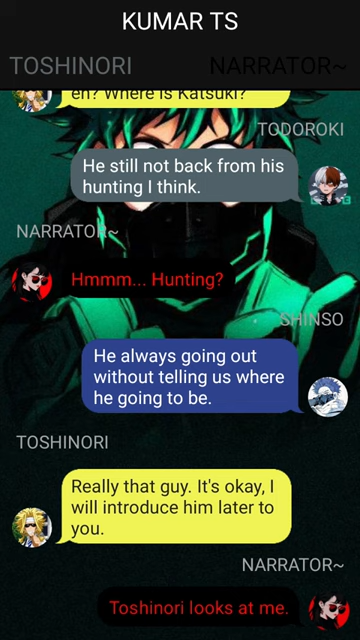 KUMAR TS
TOSHINORI
NARRATOR~
eh? Where is Katsuki?
TODOROKI
He still not back from his
hunting I think.
NARRATOR~
Hmmm... Hunting?
SHINSO
He always going out
without telling us where
he going to be.
TOSHINORI
Really that guy. It's okay, I
will introduce him later to
you.
NARRATOR~
Toshinori looks at me.